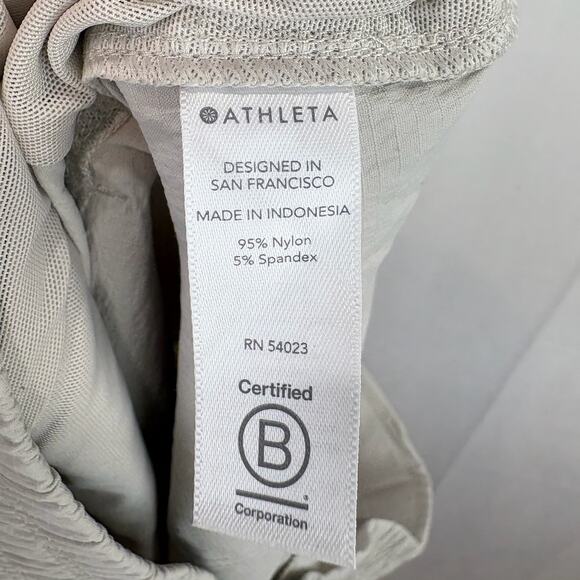 ATHLETA
DESIGNED IN
SAN FRANCISCO
MADE IN INDONESIA
95% Nylon
5% Spandex
RN 54023
Certified
B
Corporation